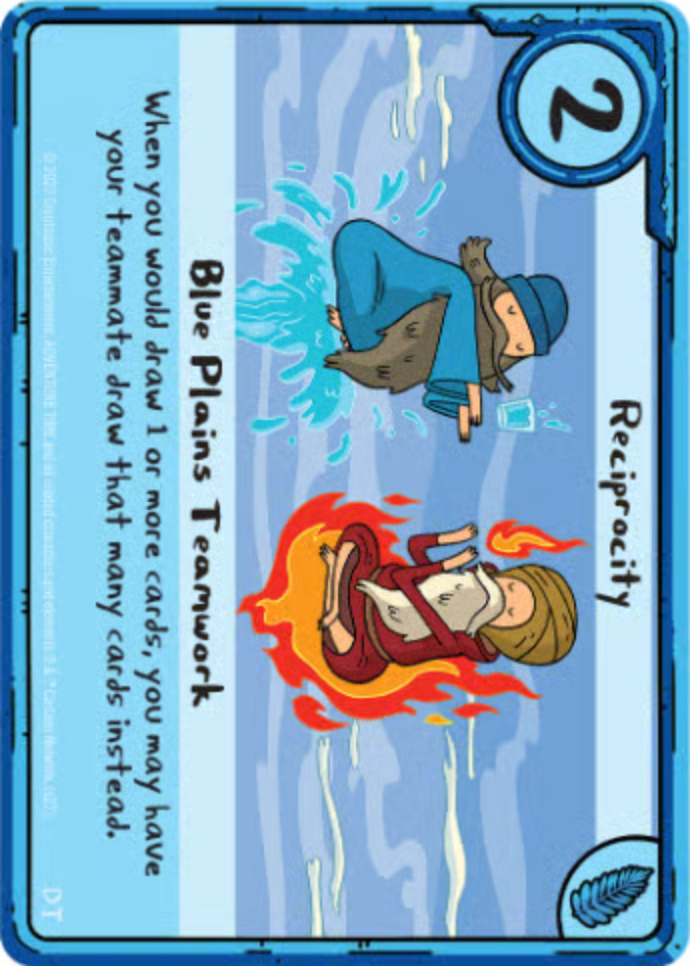 2
Reciprocity
Blue Plains Teamwork
When you would draw 1 or more cards, you may have
your teammate draw that many cards instead.
DT